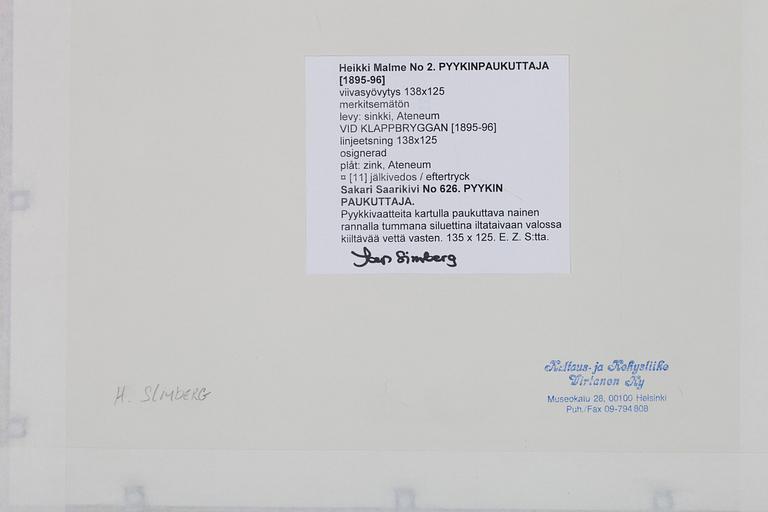 Heikki Malme No 2. PYYKINPAUKUTTAJA
[1895-96]
viivasyövytys 138x125
merkitsemätön
levy: sinkki, Ateneum
VID KLAPPBRYGGAN [1895-96]
linjeetsning 138x125
osignerad
plåt: zink, Ateneum
¤ [11] jälkivedos / eftertryck
Sakari Saarikivi No 626. PYYKIN
PAUKUTTAJA.
Pyykkivaatteita kartulla paukuttava nainen
rannalla tummana siluettina iltataivaan valossa
kiiltävää vettä vasten. 135 x 125. E. Z. S:tta.
Simberg
H. SIMBERG
Kultaus- ja Kehysliike
Virtanen Ky
Museokatu 28, 00100 Helsinki
Puh./Fax 09-794 808